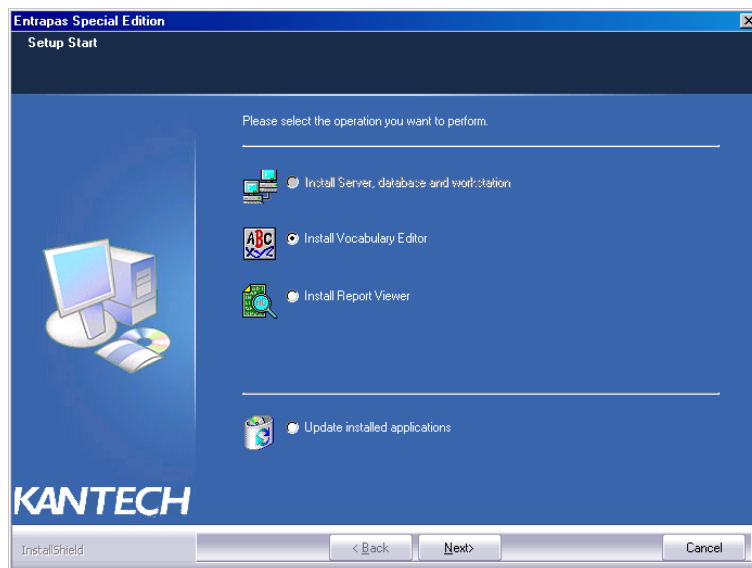 Entrapass Special Edition
Setup Start
Please select the operation you want to perform.
Install Server, database and workstation
ABC
Install Vocabulary Editor
Install Report Viewer
Update installed applications
KANTECH
InstallShield
< Back
Next>
Cancel